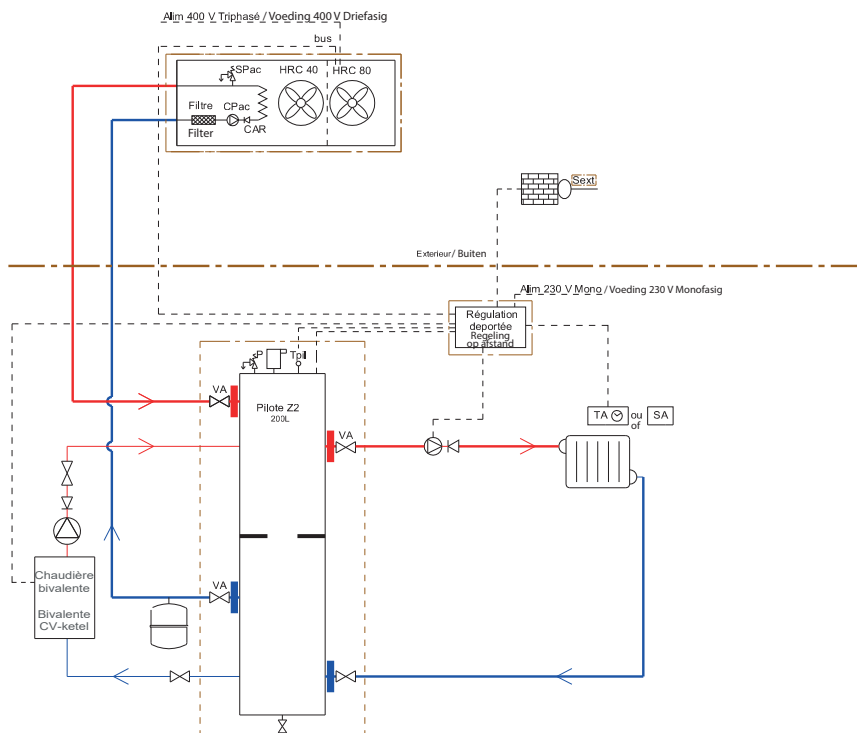 Alim 400 V Triphasé / Voeding 400 V Driefasig
bus
SPac
HRC 40
HRC 80
Filtre
CPac
CAR
Filter
Sext
Exterieur / Buiten
Alim 230 V Mono / Voeding 230 V Monofasig
Régulation
deportée
Regeling
op afstand
P
Tpil
VA
Pilote Z2
200L
VA
TA
ou
of
SA
VA
Chaudière
bivalente
Bivalente
CV-ketel